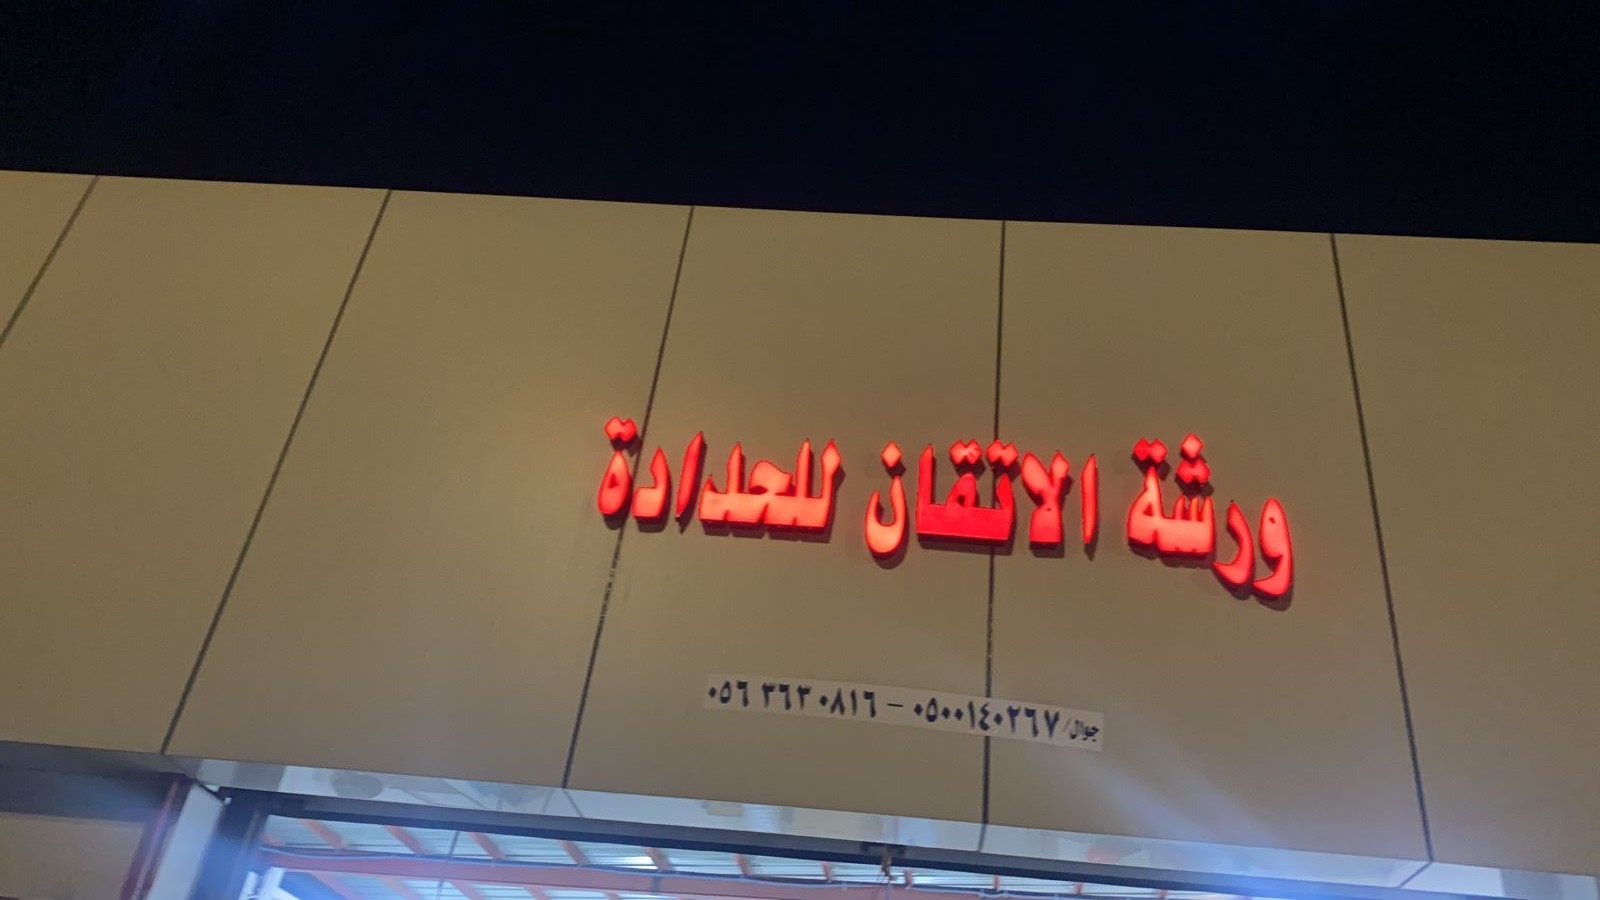 ورشة الاتقان للحدادة
جوال/ ٠٥٠٠١٤٠٢٦٧ – ٠٥٦٣٦٣٠٨١٦